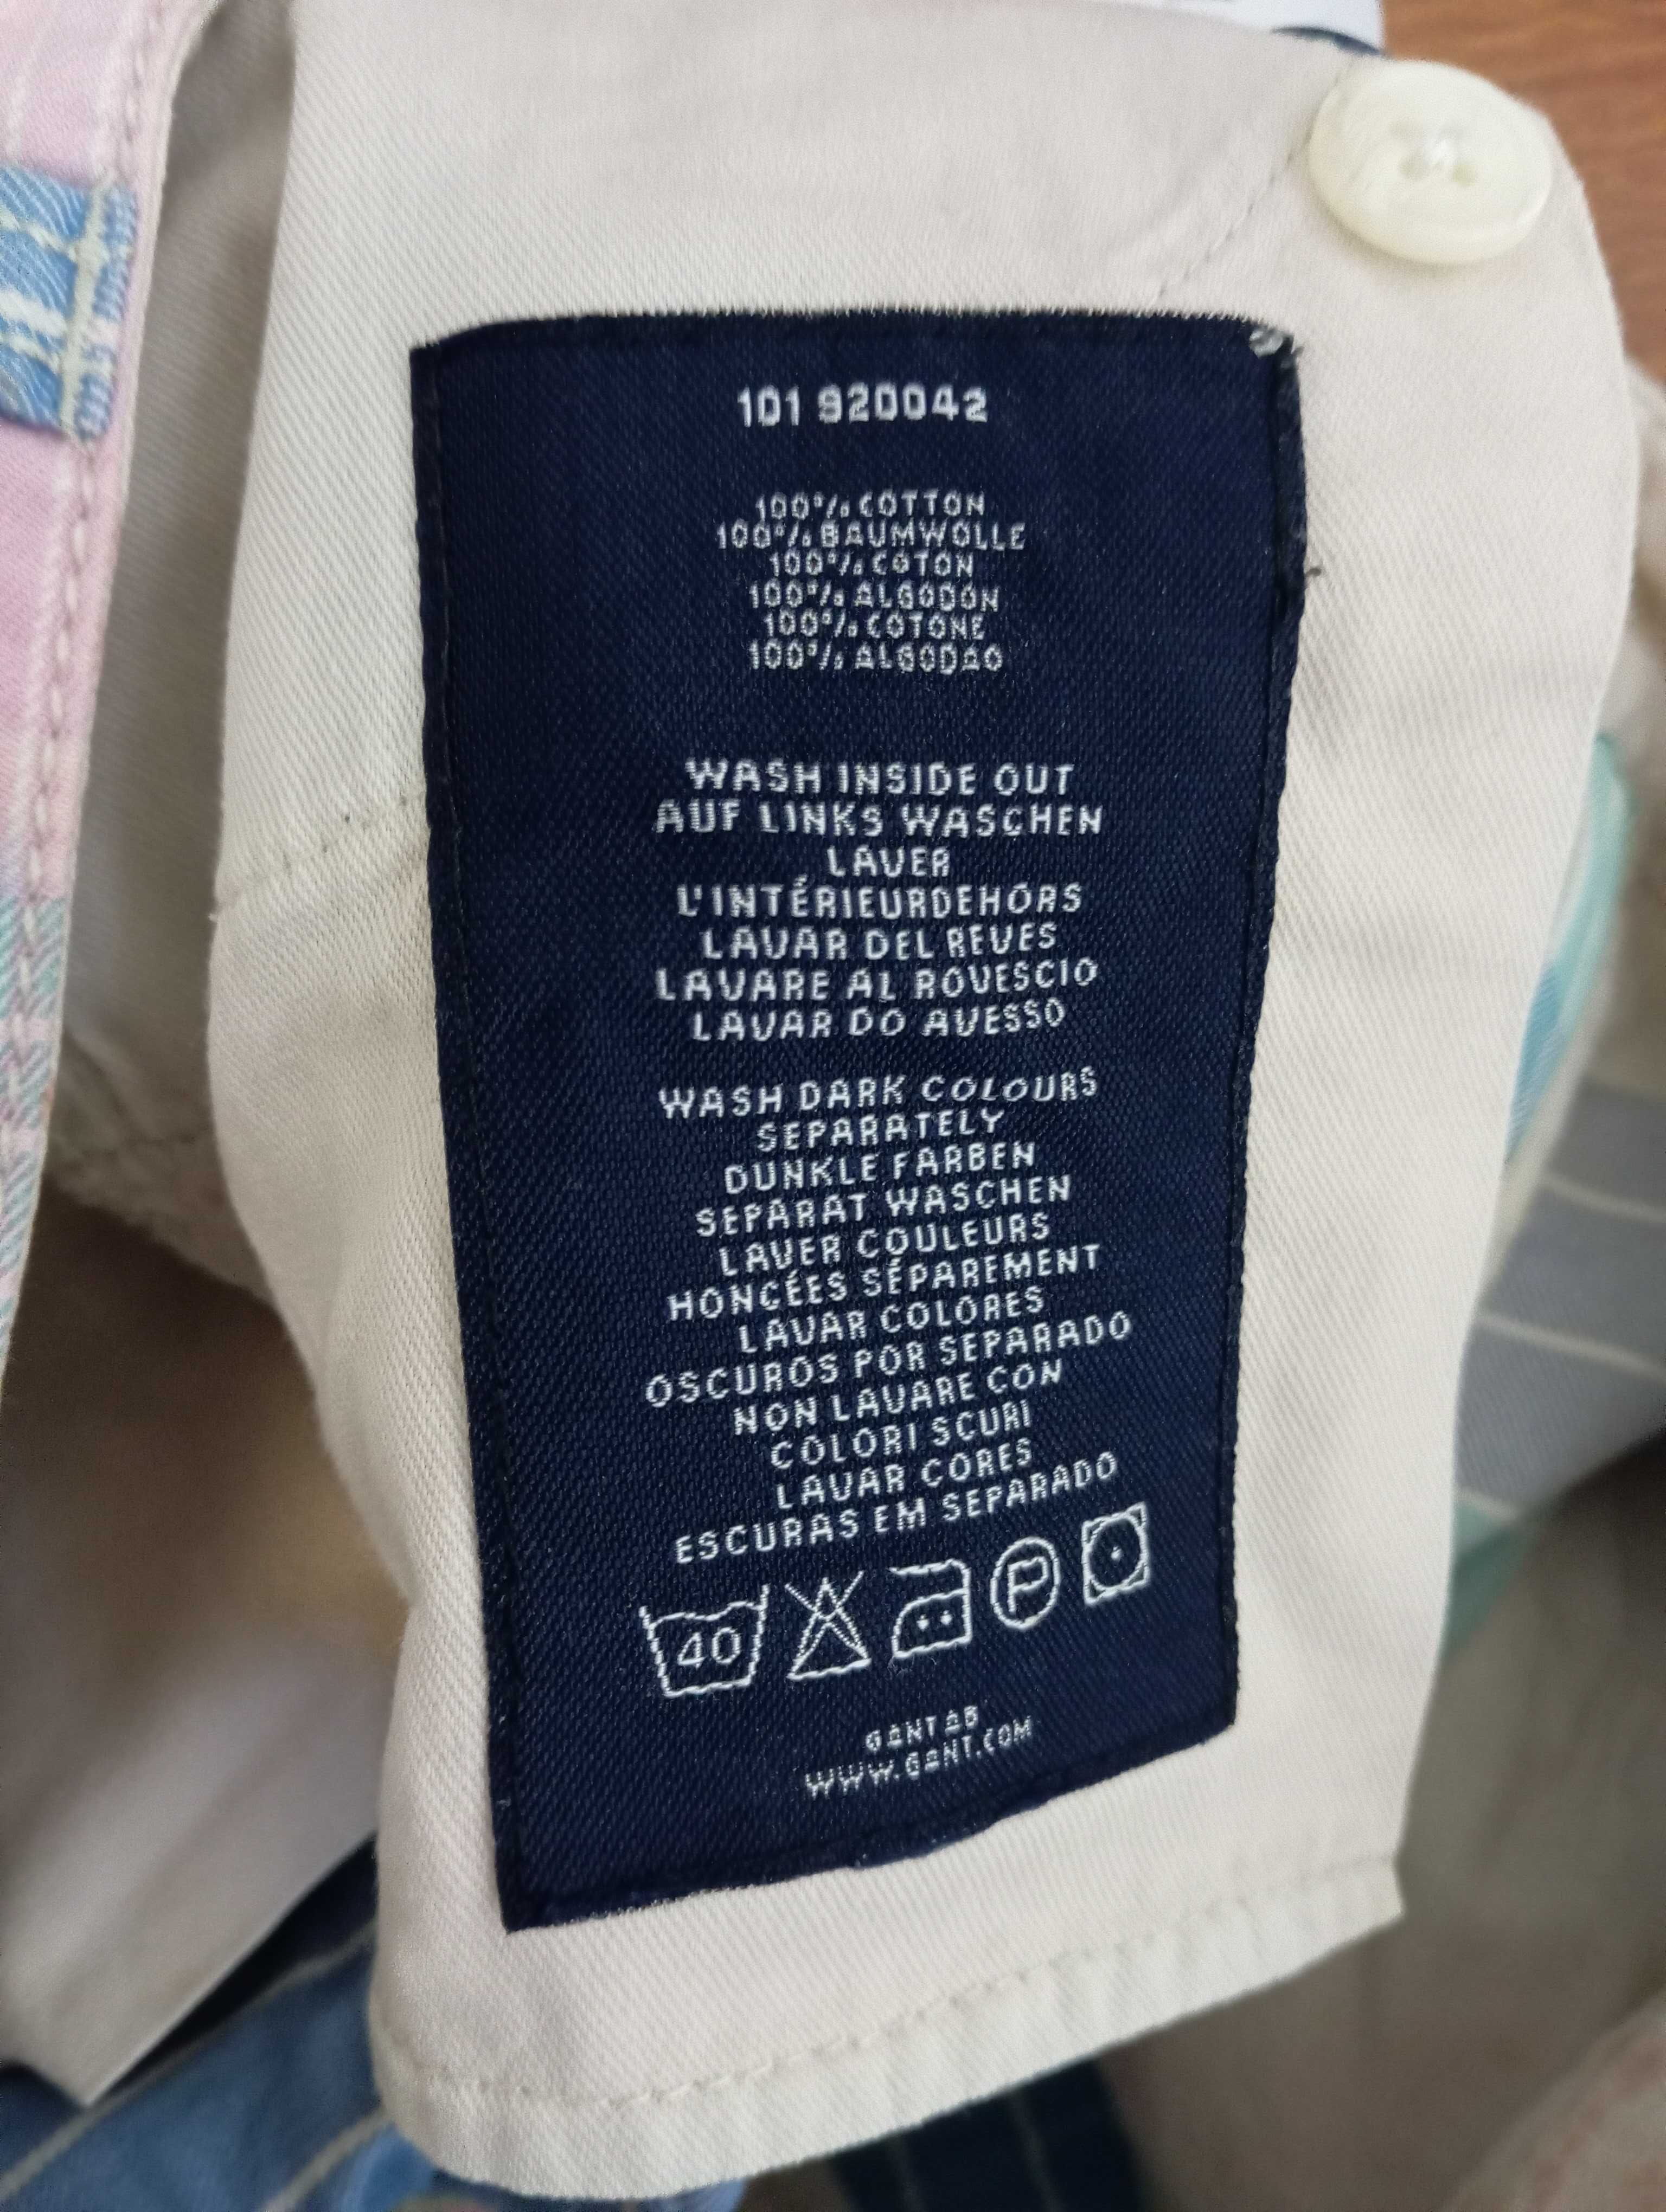 101 920042
100% COTTON
100% BAUMWOLLE
100% COTON
100% ALGODON
100% COTONE
100% ALGODAO
WASH INSIDE OUT
AUF LINKS WASCHEN
LAVER
L'INTÉRIEURDEHORS
LAVAR DEL REVES
LAVARE AL ROVESCIO
LAVAR DO AVESSO
WASH DARK COLOURS
SEPARATELY
DUNKLE FARBEN
SEPARAT WASCHEN
LAVER COULEURS
HONCÉES SÉPAREMENT
LAVAR COLORES
OSCUROS POR SEPARADO
NON LAVARE CON
COLORI SCURI
LAVAR CORES
ESCURAS EM SEPARADO
40 P
GANT AB
WWW.GANT.COM